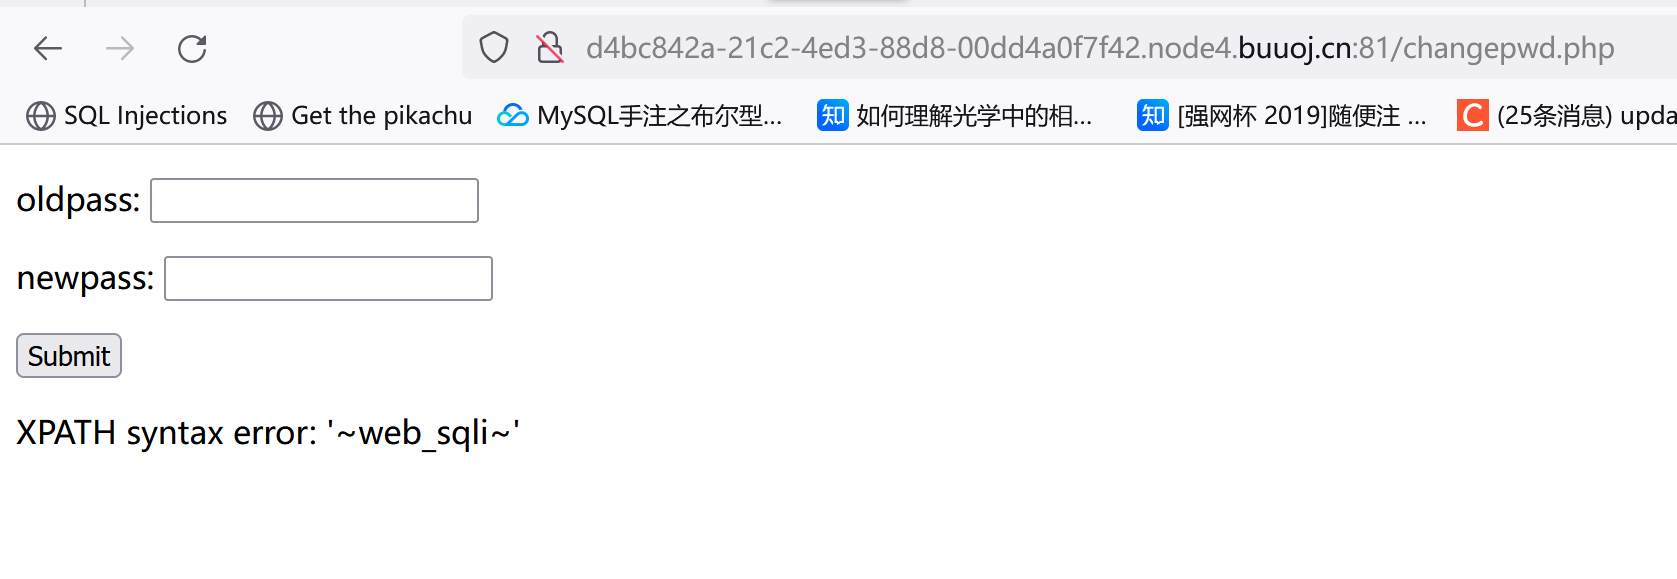 d4bc842a-21c2-4ed3-88d8-00dd4a0f7f42.node4.buuoj.cn:81/changepwd.php
SQL Injections Get the pikachu MySQL手注之布尔型... 知 如何理解光学中的相... 知 [强网杯 2019]随便注 ... C (25条消息) upda
oldpass:
newpass:
Submit
XPATH syntax error: '~web_sqli~'